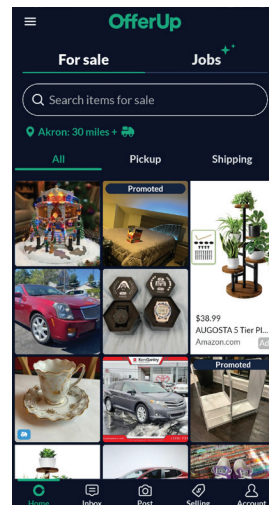 OfferUp
For sale
Jobs
Search items for sale
Akron: 30 miles +
All
Pickup
Shipping
Promoted
$38.99
AUGOSTA 5 Tier Pl...
Amazon.com
Ad
Promoted
Home
Inbox
Post
Selling
Account